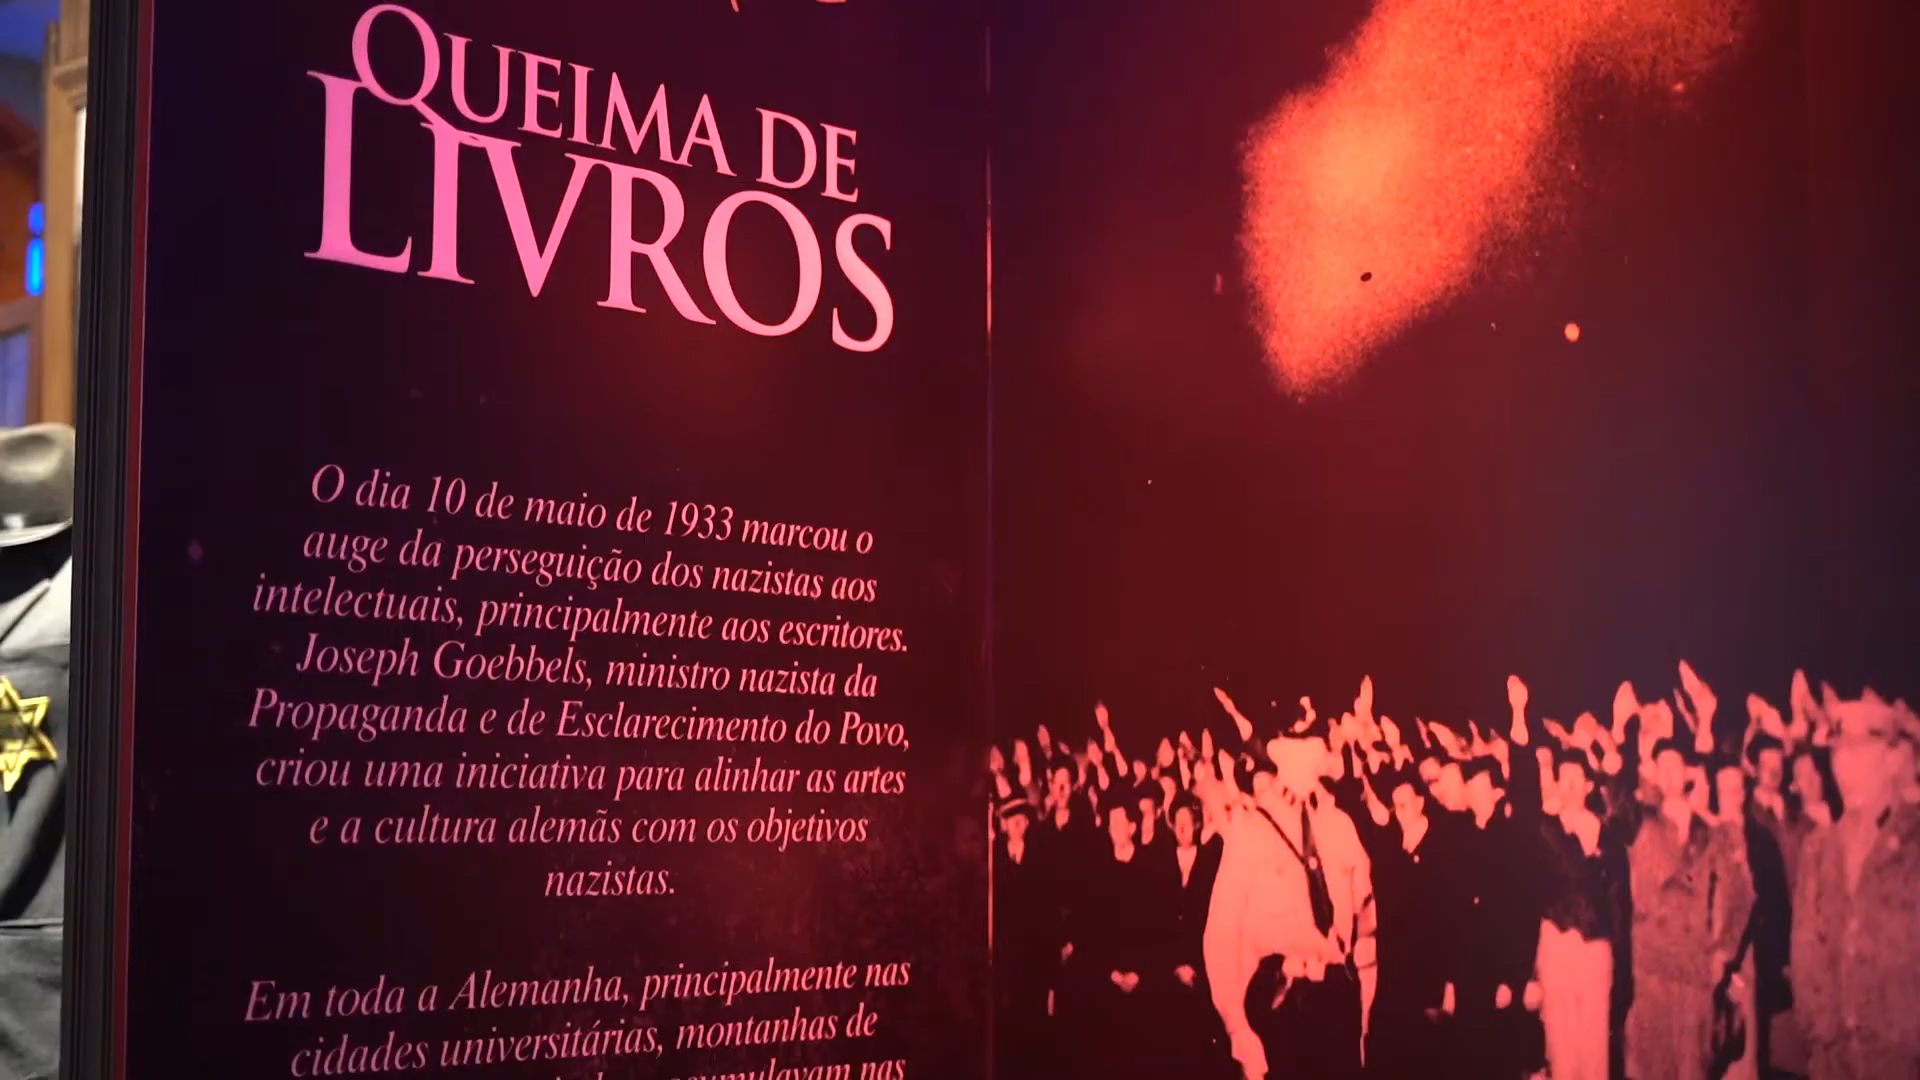 QUEIMA DE
LIVROS
O dia 10 de maio de 1933 marcou o
auge da perseguição dos nazistas aos
intelectuais, principalmente aos escritores.
Joseph Goebbels, ministro nazista da
Propaganda e de Esclarecimento do Povo,
criou uma iniciativa para alinhar as artes
e a cultura alemãs com os objetivos
nazistas.
Em toda a Alemanha, principalmente nas
cidades universitárias, montanhas de
acumulavam nas